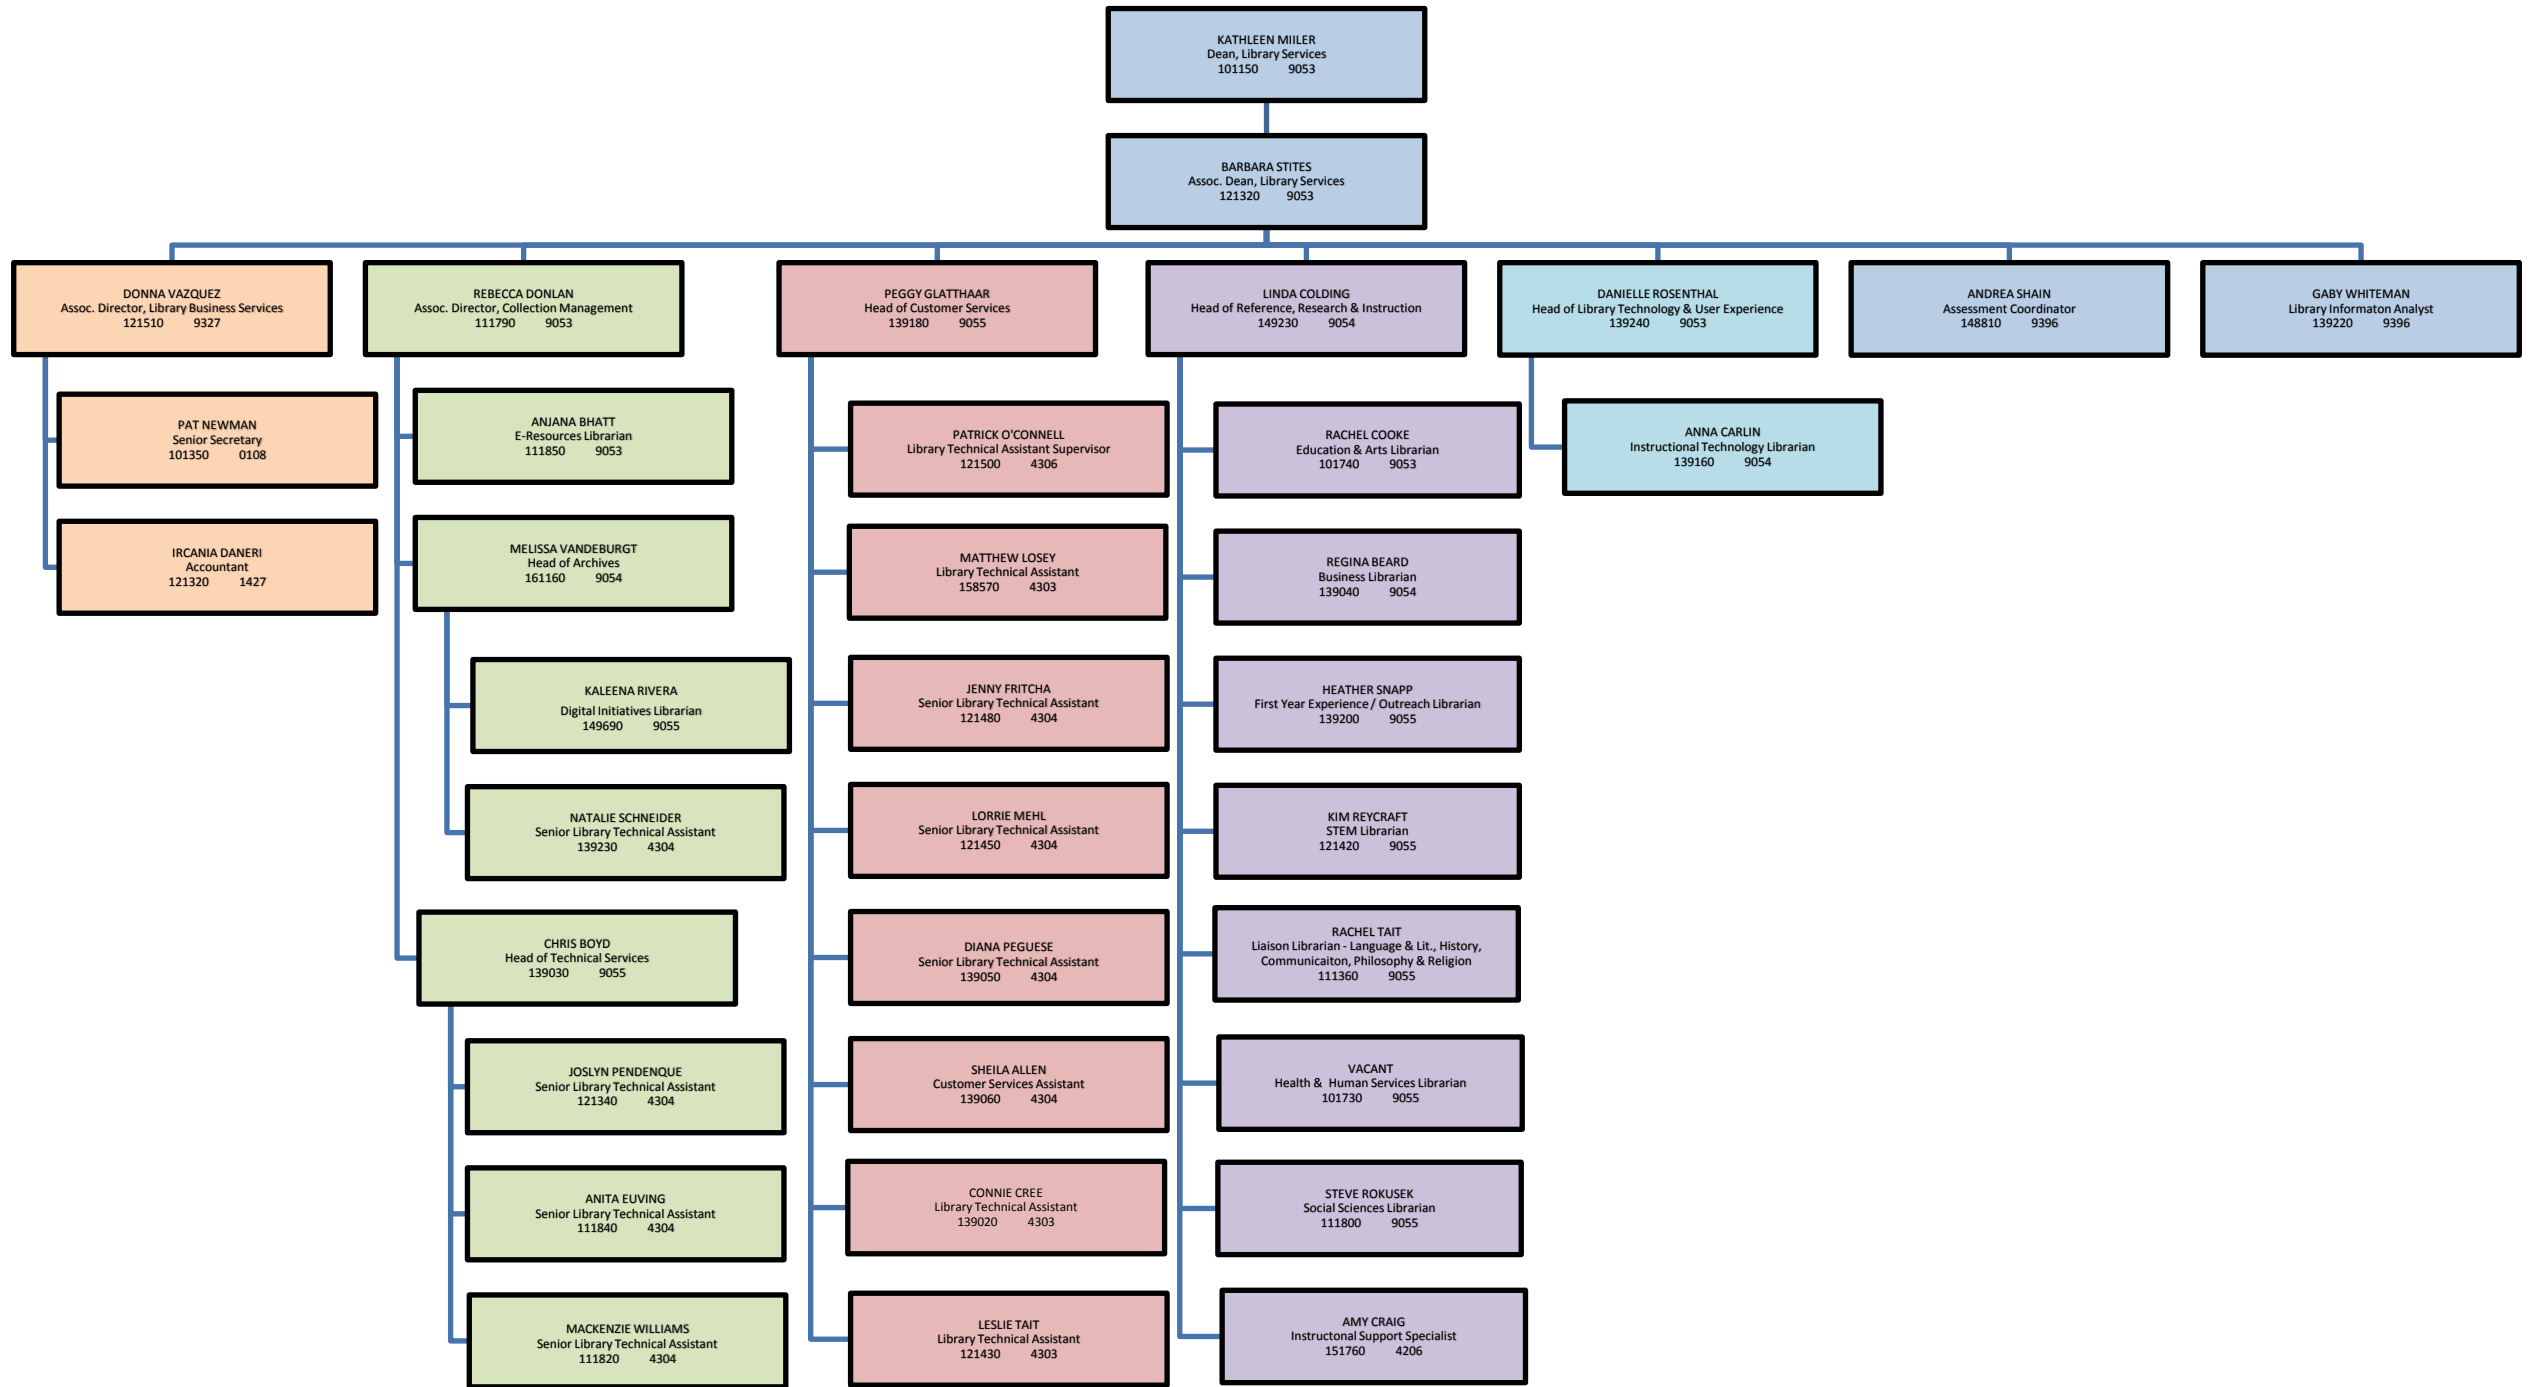 KATHLEEN MIILER
Dean, Library Services
101150 9053
BARBARA STITES
Assoc. Dean, Library Services
121320 9053
DONNA VAZQUEZ
Assoc. Director, Library Business Services
121510 9327
REBECCA DONLAN
Assoc. Director, Collection Management
111790 9053
PEGGY GLATTHAAR
Head of Customer Services
139180 9055
LINDA COLDING
Head of Reference, Research & Instruction
149230 9054
DANIELLE ROSENTHAL
Head of Library Technology & User Experience
139240 9053
ANDREA SHAIN
Assessment Coordinator
148810 9396
GABY WHITEMAN
Library Informaton Analyst
139220 9396
PAT NEWMAN
Senior Secretary
101350 0108
IRCANIA DANERI
Accountant
121320 1427
ANJANA BHATT
E-Resources Librarian
111850 9053
MELISSA VANDEBURGT
Head of Archives
161160 9054
KALEENA RIVERA
Digital Initiatives Librarian
149690 9055
NATALIE SCHNEIDER
Senior Library Technical Assistant
139230 4304
CHRIS BOYD
Head of Technical Services
139030 9055
JOSLYN PENDENQUE
Senior Library Technical Assistant
121340 4304
ANITA EUVING
Senior Library Technical Assistant
111840 4304
MACKENZIE WILLIAMS
Senior Library Technical Assistant
111820 4304
PATRICK O'CONNELL
Library Technical Assistant Supervisor
121500 4306
MATTHEW LOSEY
Library Technical Assistant
158570 4303
JENNY FRITCHA
Senior Library Technical Assistant
121480 4304
LORRIE MEHL
Senior Library Technical Assistant
121450 4304
DIANA PEGUESE
Senior Library Technical Assistant
139050 4304
SHEILA ALLEN
Customer Services Assistant
139060 4304
CONNIE CREE
Library Technical Assistant
139020 4303
LESLIE TAIT
Library Technical Assistant
121430 4303
RACHEL COOKE
Education & Arts Librarian
101740 9053
REGINA BEARD
Business Librarian
139040 9054
HEATHER SNAPP
First Year Experience / Outreach Librarian
139200 9055
KIM REYCRAFT
STEM Librarian
121420 9055
RACHEL TAIT
Liaison Librarian - Language & Lit., History,
Communicaiton, Philosophy & Religion
111360 9055
VACANT
Health & Human Services Librarian
101730 9055
STEVE ROKUSEK
Social Sciences Librarian
111800 9055
AMY CRAIG
Instructonal Support Specialist
151760 4206
ANNA CARLIN
Instructional Technology Librarian
139160 9054